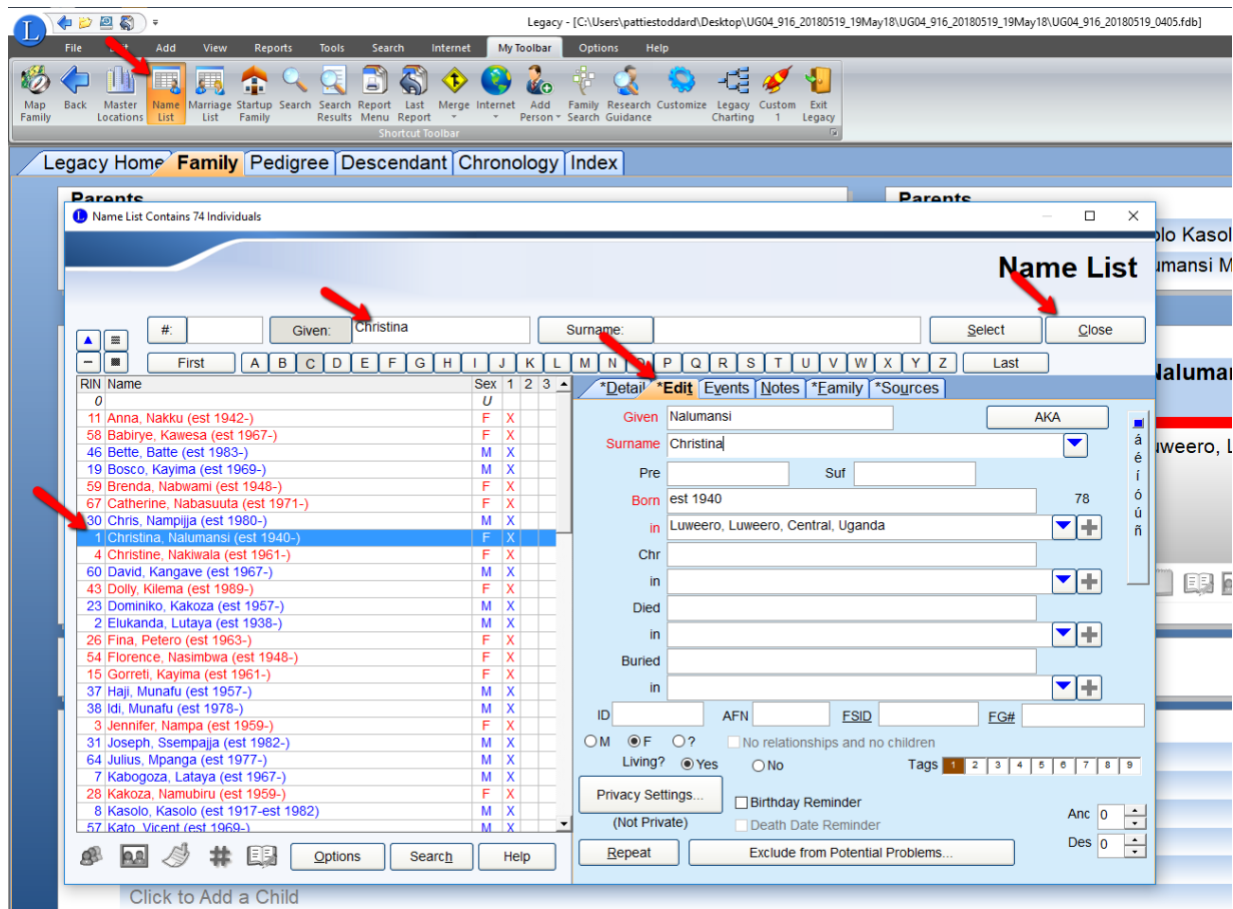 Legacy - [C:\Users\pattiestoddard\Desktop\UG04_916_20180519_19May18\UG04_916_20180519_19May18\UG04_916_20180519_0405.fdb]
File Add View Reports Tools Search Internet My Toolbar Options Help
Map Family Back Master Locations Name List Marriage List Startup Family Search Search Results Report Menu Last Report Merge Internet Add Person Family Search Research Guidance Customize Legacy Charting Custom 1 Exit Legacy
Shortcut Toolbar
Legacy Home Family Pedigree Descendant Chronology Index
Parents Parents
Name List Contains 74 Individuals
olo Kasol
Name List
umansi M
#: Given: Christina Surname: Select Close
First A B C D E F G H I J K L M N O P Q R S T U V W X Y Z Last
RIN Name Sex 1 2 3
0 U
11 Anna, Nakku (est 1942-) F X
58 Babirye, Kawesa (est 1967-) F X
46 Bette, Batte (est 1983-) M X
19 Bosco, Kayima (est 1969-) M X
59 Brenda, Nabwami (est 1948-) F X
67 Catherine, Nabasuuta (est 1971-) F X
30 Chris, Nampijja (est 1980-) M X
1 Christina, Nalumansi (est 1940-) F X
4 Christine, Nakiwala (est 1961-) F X
60 David, Kangave (est 1967-) M X
43 Dolly, Kilema (est 1989-) F X
23 Dominiko, Kakoza (est 1957-) M X
2 Elukanda, Lutaya (est 1938-) M X
26 Fina, Petero (est 1963-) F X
54 Florence, Nasimbwa (est 1948-) F X
15 Gorreti, Kayima (est 1961-) F X
37 Haji, Munafu (est 1957-) M X
38 Idi, Munafu (est 1978-) M X
3 Jennifer, Nampa (est 1959-) F X
31 Joseph, Ssempajja (est 1982-) M X
64 Julius, Mpanga (est 1977-) M X
7 Kabogoza, Lataya (est 1967-) M X
28 Kakoza, Namubiru (est 1959-) F X
8 Kasolo, Kasolo (est 1917-est 1982) M X
57 Kato, Vicent (est 1969-) M X
Options Search Help
*Detail *Edit Events Notes *Family *Sources
Given Nalumansi AKA
Surname Christina
Pre Suf
Born est 1940 78
in Luweero, Luweero, Central, Uganda
Chr
in
Died
in
Buried
in
á
é
í
ó
ú
ñ
ID AFN FSID FG#
M F ? No relationships and no children
Living? Yes No Tags 1 2 3 4 5 6 7 8 9
Privacy Settings... Birthday Reminder Anc 0
(Not Private) Death Date Reminder
Des 0
Repeat Exclude from Potential Problems...
Jalumai
uweero, L
Click to Add a Child